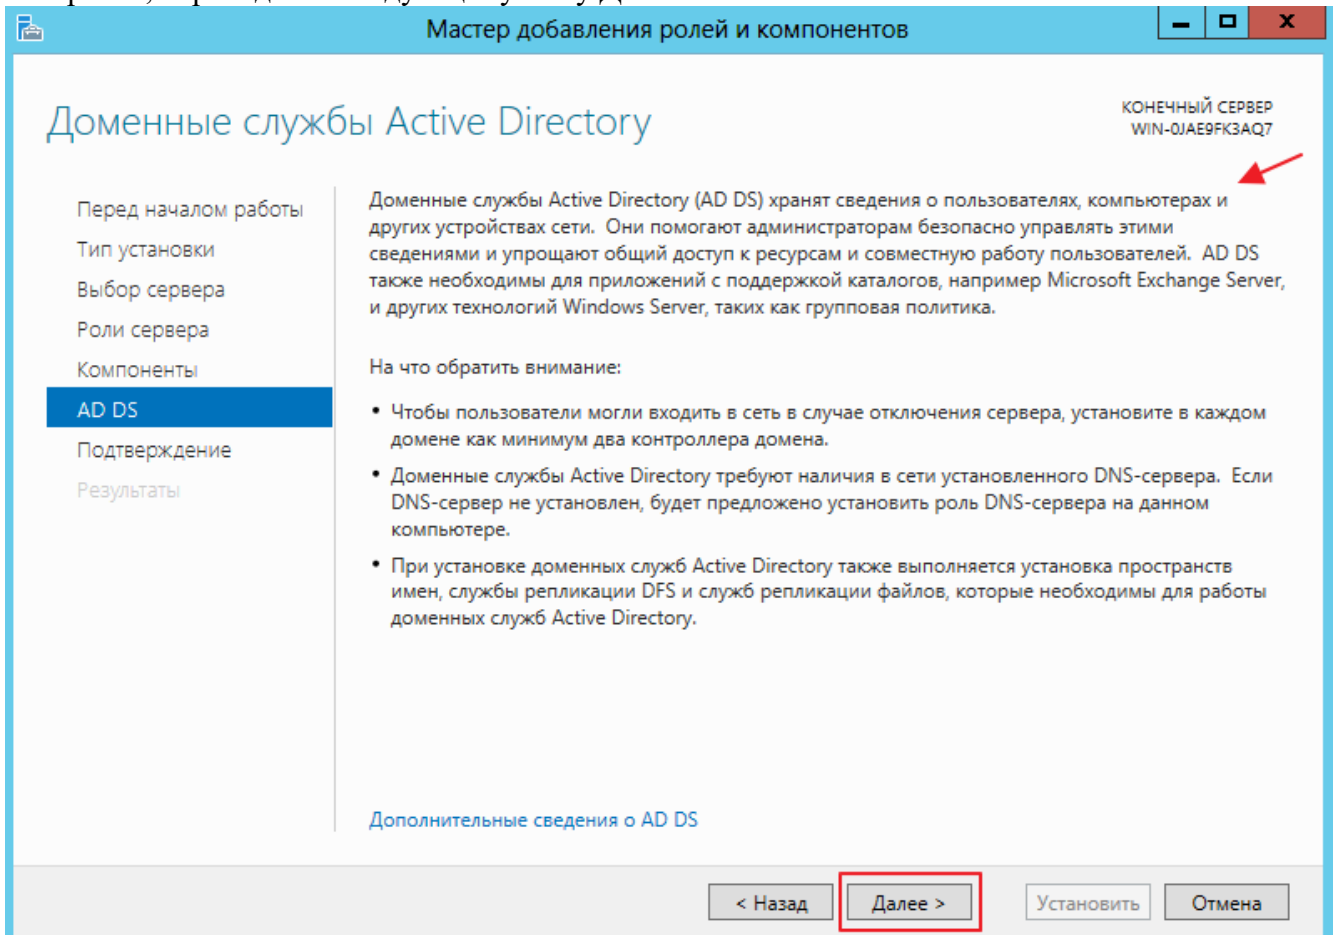 Мастер добавления ролей и компонентов
Доменные службы Active Directory
КОНЕЧНЫЙ СЕРВЕР
WIN-0JAE9FK3AQ7
Перед началом работы
Тип установки
Выбор сервера
Роли сервера
Компоненты
AD DS
Подтверждение
Результаты
Доменные службы Active Directory (AD DS) хранят сведения о пользователях, компьютерах и
других устройствах сети. Они помогают администраторам безопасно управлять этими
сведениями и упрощают общий доступ к ресурсам и совместную работу пользователей. AD DS
также необходимы для приложений с поддержкой каталогов, например Microsoft Exchange Server,
и других технологий Windows Server, таких как групповая политика.
На что обратить внимание:
• Чтобы пользователи могли входить в сеть в случае отключения сервера, установите в каждом
домене как минимум два контроллера домена.
• Доменные службы Active Directory требуют наличия в сети установленного DNS-сервера. Если
DNS-сервер не установлен, будет предложено установить роль DNS-сервера на данном
компьютере.
• При установке доменных служб Active Directory также выполняется установка пространств
имен, службы репликации DFS и служб репликации файлов, которые необходимы для работы
доменных служб Active Directory.
Дополнительные сведения о AD DS
< Назад
Далее >
Установить
Отмена